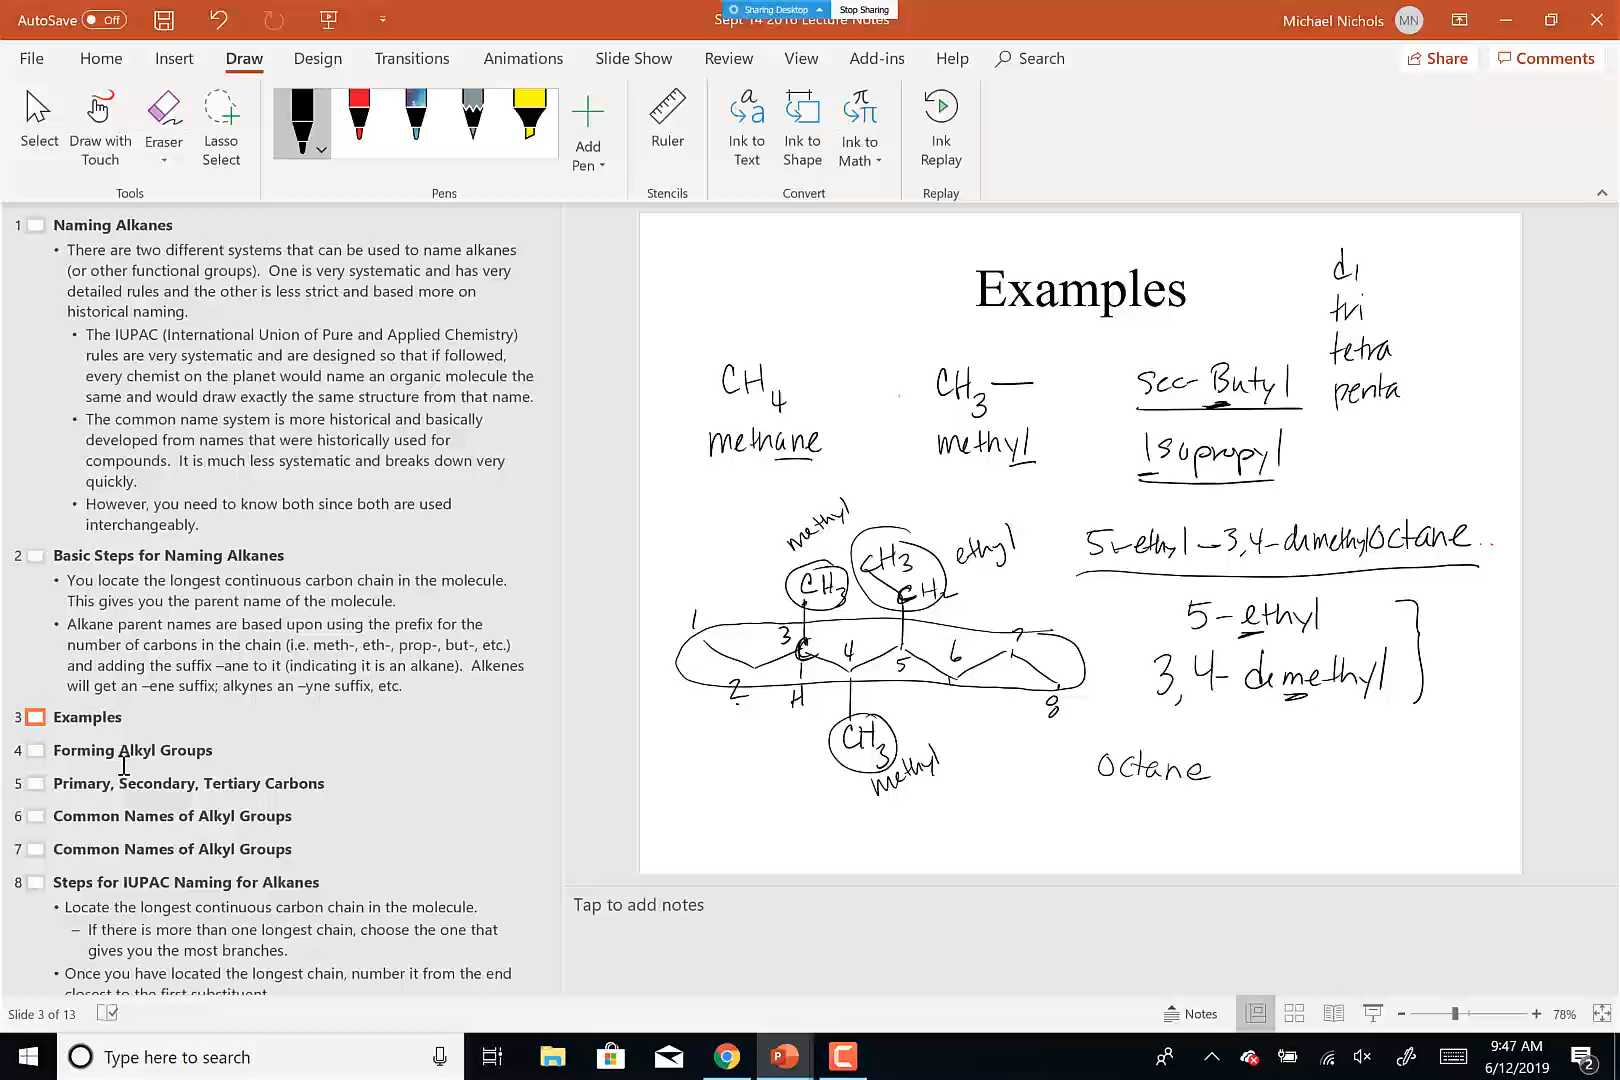 AutoSave Off
Sharing Desktop Stop Sharing
Sept 14 2016 Lecture Notes
Michael Nichols MN
File Home Insert Draw Design Transitions Animations Slide Show Review View Add-ins Help Search
Share Comments
Select
Draw with Touch
Eraser
Lasso Select
Add Pen
Ruler
Ink to Text
Ink to Shape
Ink to Math
Ink Replay
Tools Pens Stencils Convert Replay
1 Naming Alkanes
• There are two different systems that can be used to name alkanes
(or other functional groups). One is very systematic and has very
detailed rules and the other is less strict and based more on
historical naming.
• The IUPAC (International Union of Pure and Applied Chemistry)
rules are very systematic and are designed so that if followed,
every chemist on the planet would name an organic molecule the
same and would draw exactly the same structure from that name.
• The common name system is more historical and basically
developed from names that were historically used for
compounds. It is much less systematic and breaks down very
quickly.
• However, you need to know both since both are used
interchangeably.
2 Basic Steps for Naming Alkanes
• You locate the longest continuous carbon chain in the molecule.
This gives you the parent name of the molecule.
• Alkane parent names are based upon using the prefix for the
number of carbons in the chain (i.e. meth-, eth-, prop-, but-, etc.)
and adding the suffix –ane to it (indicating it is an alkane). Alkenes
will get an –ene suffix; alkynes an –yne suffix, etc.
3 Examples
4 Forming Alkyl Groups
5 Primary, Secondary, Tertiary Carbons
6 Common Names of Alkyl Groups
7 Common Names of Alkyl Groups
8 Steps for IUPAC Naming for Alkanes
• Locate the longest continuous carbon chain in the molecule.
– If there is more than one longest chain, choose the one that
gives you the most branches.
• Once you have located the longest chain, number it from the end
closest to the first substituent.
Examples
di
tri
tetra
penta
CH4
CH3—
sec-Butyl
methane
methyl
Isopropyl
methyl
CH3
CH3
CH2
ethyl
5-ethyl-3,4-dimethyloctane
1 2 3 4 5 6 7 8
C
H
CH3
methyl
5-ethyl
3,4-dimethyl
octane
Tap to add notes
Slide 3 of 13
Notes
78%
Type here to search
9:47 AM
6/12/2019
2